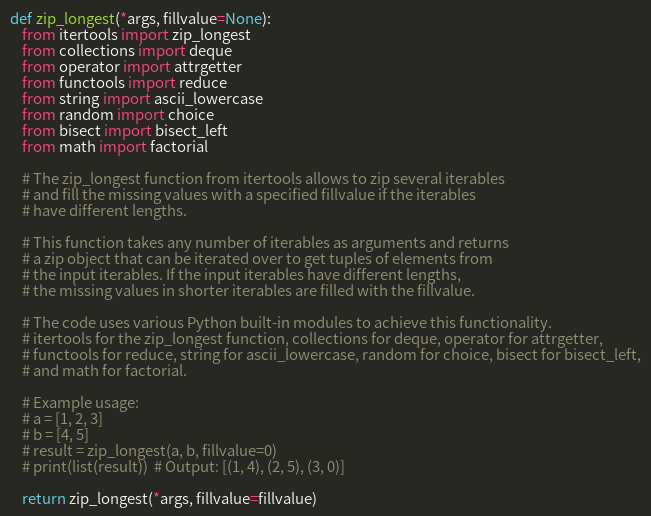 def zip_longest(*args, fillvalue=None):
from itertools import zip_longest
from collections import deque
from operator import attrgetter
from functools import reduce
from string import ascii_lowercase
from random import choice
from bisect import bisect_left
from math import factorial
# The zip_longest function from itertools allows to zip several iterables
# and fill the missing values with a specified fillvalue if the iterables
# have different lengths.
# This function takes any number of iterables as arguments and returns
# a zip object that can be iterated over to get tuples of elements from
# the input iterables. If the input iterables have different lengths,
# the missing values in shorter iterables are filled with the fillvalue.
# The code uses various Python built-in modules to achieve this functionality.
# itertools for the zip_longest function, collections for deque, operator for attrgetter,
# functools for reduce, string for ascii_lowercase, random for choice, bisect for bisect_left,
# and math for factorial.
# Example usage:
# a = [1, 2, 3]
# b = [4, 5]
# result = zip_longest(a, b, fillvalue=0)
# print(list(result))  # Output: [(1, 4), (2, 5), (3, 0)]
return zip_longest(*args, fillvalue=fillvalue)